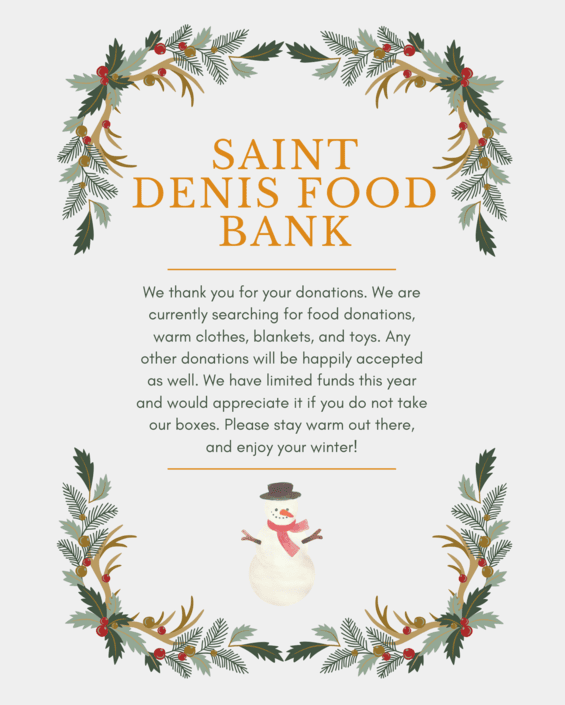 SAINT
DENIS FOOD
BANK
We thank you for your donations. We are
currently searching for food donations,
warm clothes, blankets, and toys. Any
other donations will be happily accepted
as well. We have limited funds this year
and would appreciate it if you do not take
our boxes. Please stay warm out there,
and enjoy your winter!